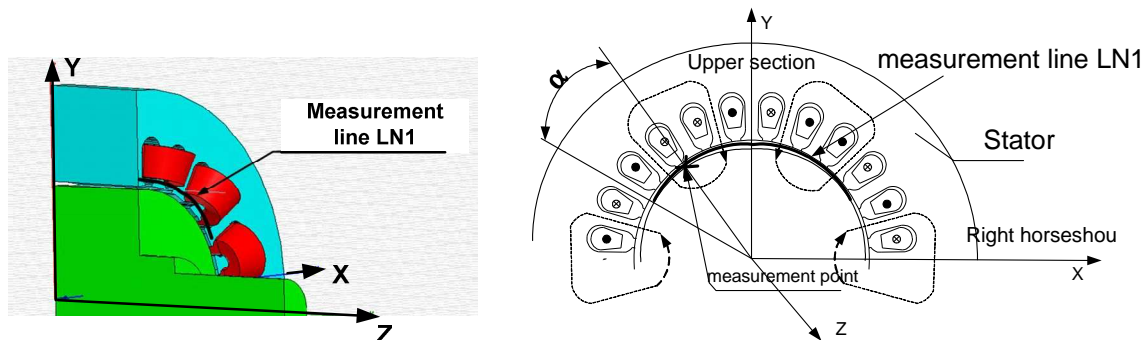 Y
Measurement
line LN1
X
Z
Y
measurement line LN1
Upper section
α
Stator
Right horseshou
X
measurement point
Z